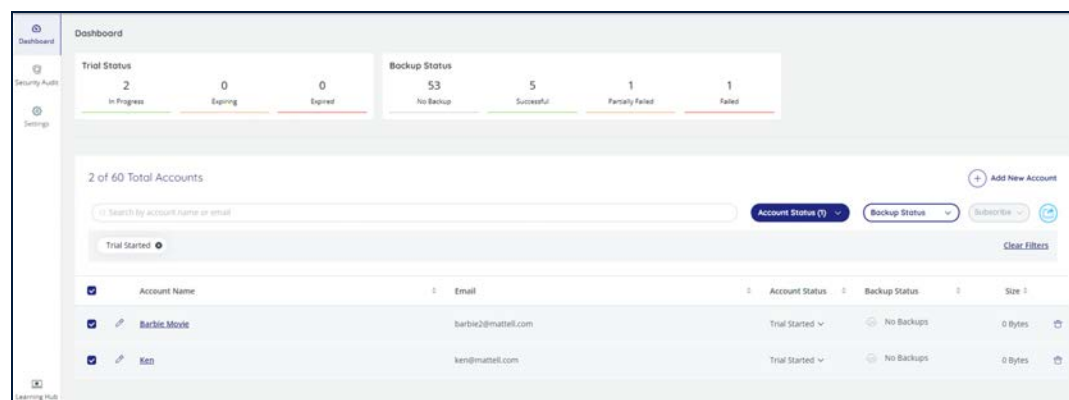 Dashboard
Security Audit
Settings
Learning Hub
Dashboard
Trial Status
2 0 0
In Progress Expiring Expired
Backup Status
53 5 1 1
No Backup Successful Partially Failed Failed
2 of 60 Total Accounts
Add New Account
Search by account name or email
Account Status (1) Backup Status Subscribe
Trial Started
Clear Filters
Account Name Email Account Status Backup Status Size
Barbie Movie barbie2@mattell.com Trial Started No Backups 0 Bytes
Ken ken@mattell.com Trial Started No Backups 0 Bytes